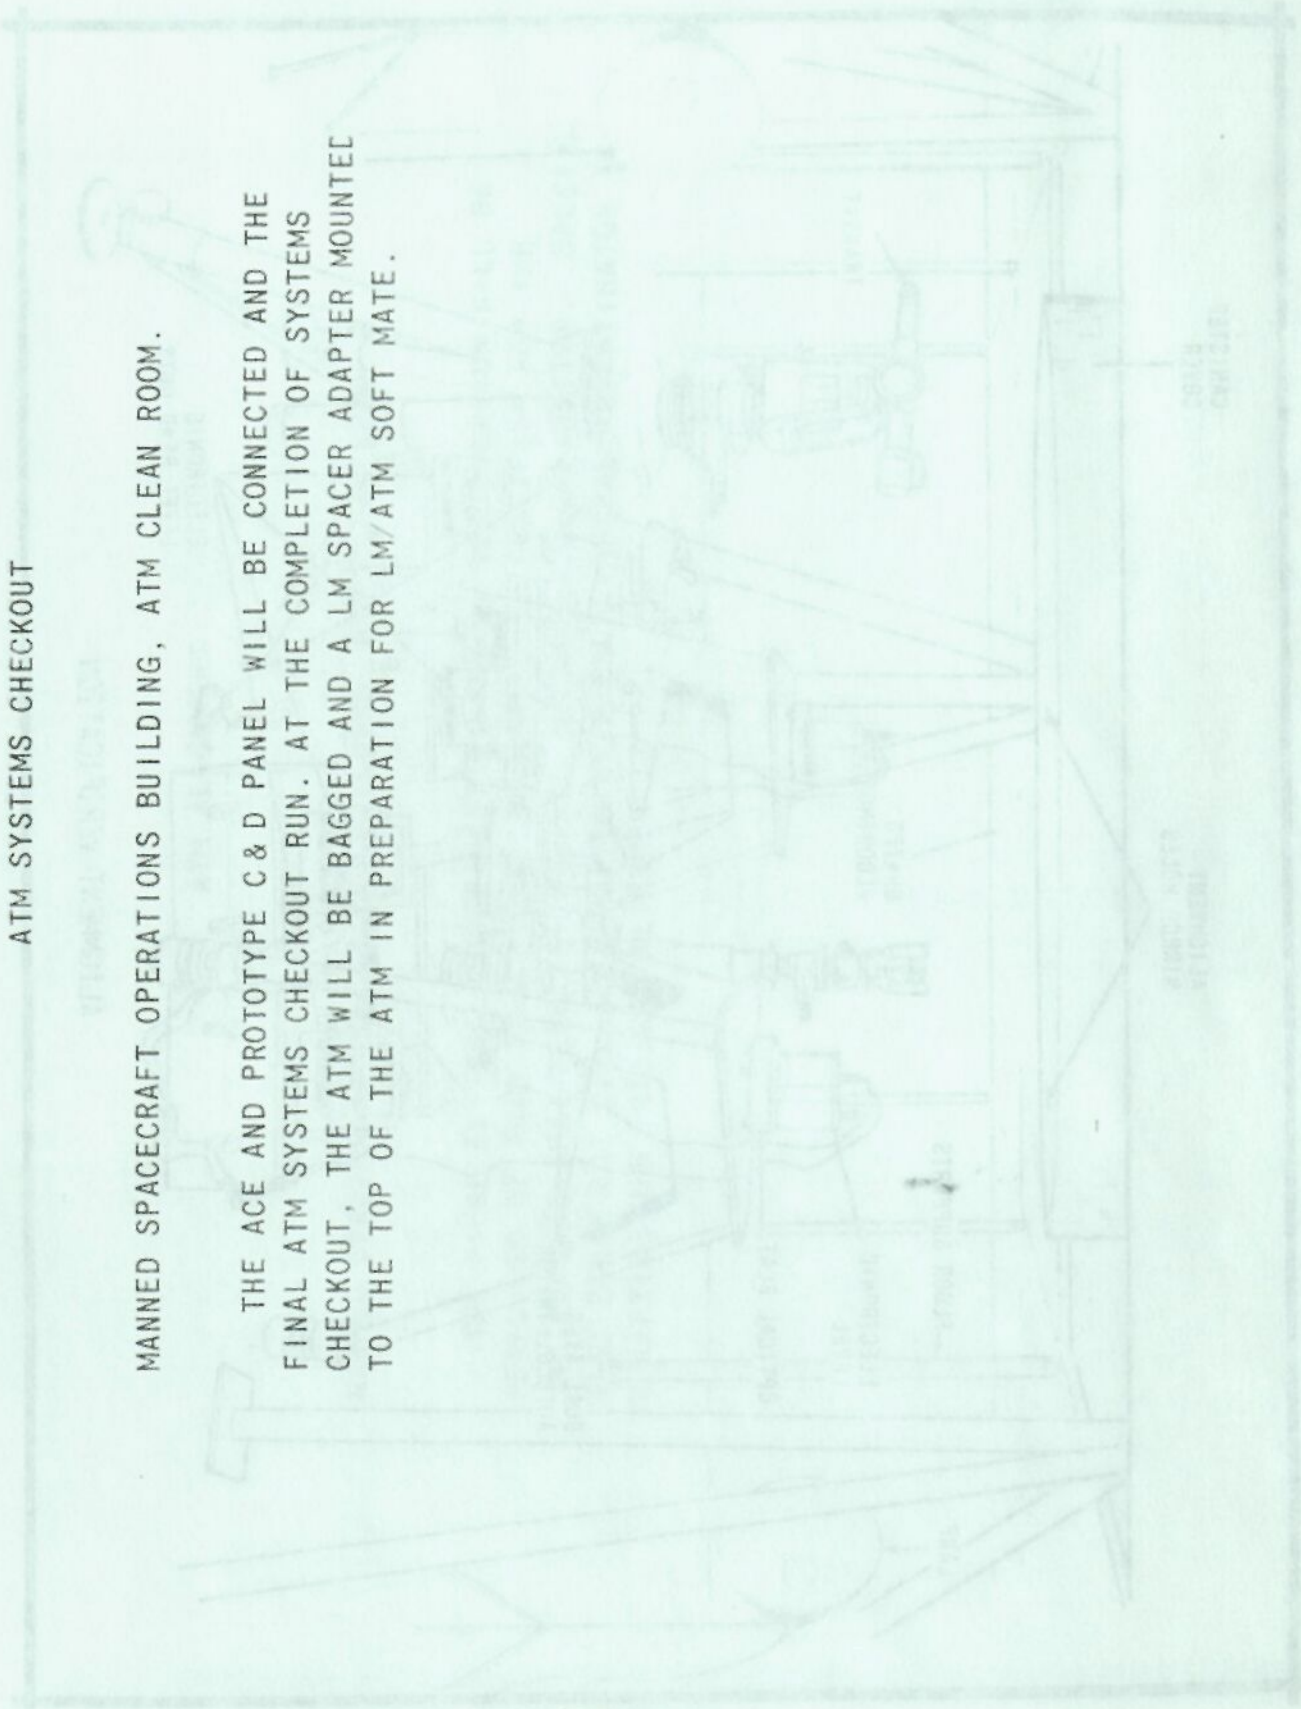 ATM SYSTEMS CHECKOUT
MANNED SPACECRAFT OPERATIONS BUILDING, ATM CLEAN ROOM.
THE ACE AND PROTOTYPE C & D PANEL WILL BE CONNECTED AND THE
FINAL ATM SYSTEMS CHECKOUT RUN. AT THE COMPLETION OF SYSTEMS
CHECKOUT, THE ATM WILL BE BAGGED AND A LM SPACER ADAPTER MOUNTED
TO THE TOP OF THE ATM IN PREPARATION FOR LM/ATM SOFT MATE.